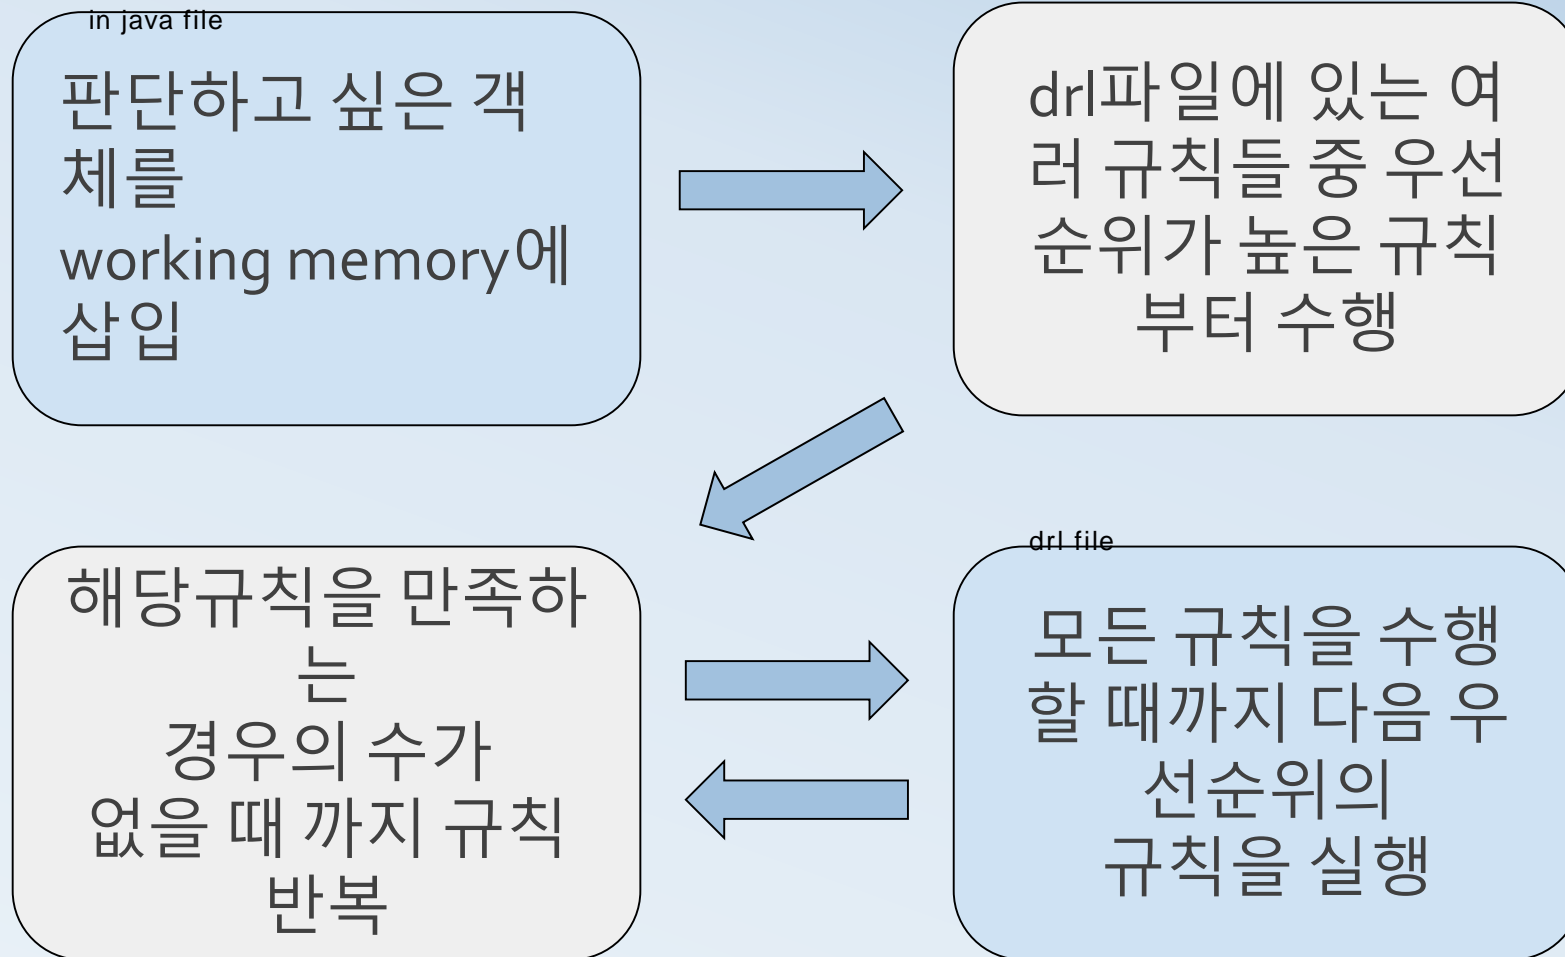 in java file
판단하고 싶은 객
체를
working memory에
삽입
drl파일에 있는 여
러 규칙들 중 우선
순위가 높은 규칙
부터 수행
해당규칙을 만족하
는
경우의 수가
없을 때 까지 규칙
반복
drl file
모든 규칙을 수행
할 때까지 다음 우
선순위의
규칙을 실행